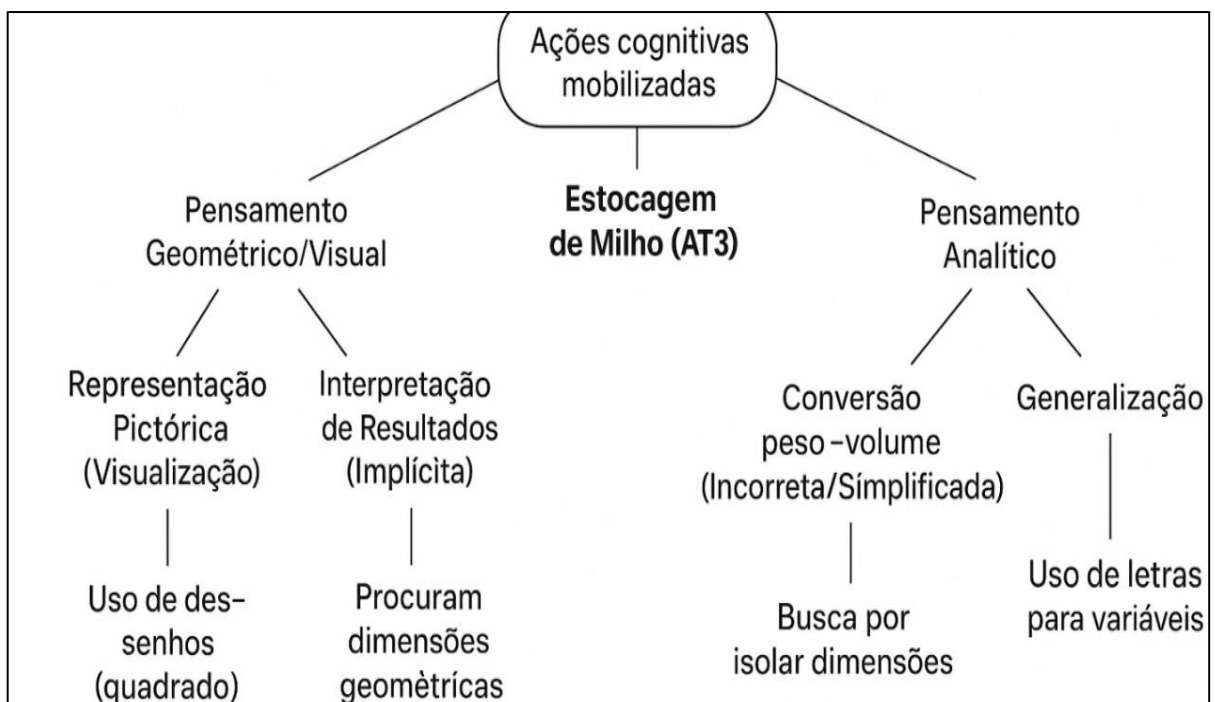 Ações cognitivas
mobilizadas
Pensamento
Geométrico/Visual
Estocagem
de Milho (AT3)
Pensamento
Analítico
Representação
Pictórica
(Visualização)
Interpretação
de Resultados
(Implícita)
Conversão
peso–volume
(Incorreta/Símplificada)
Generalização
Uso de des–
senhos
(quadrado)
Procuram
dimensões
geomètrícas
Busca por
isolar dimensões
Uso de letras
para variáveis